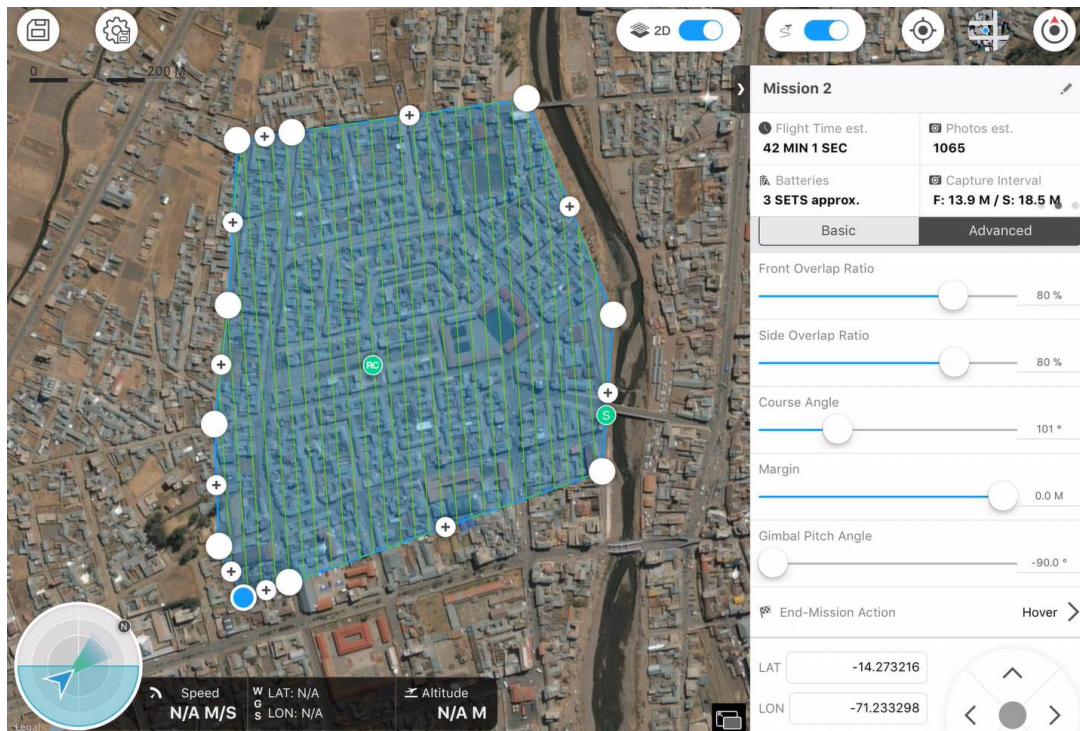 2D
0 200 M
Mission 2
Flight Time est.
42 MIN 1 SEC
Photos est.
1065
Batteries
3 SETS approx.
Capture Interval
F: 13.9 M / S: 18.5 M
Basic
Advanced
Front Overlap Ratio
80 %
Side Overlap Ratio
80 %
Course Angle
101 °
Margin
0.0 M
Gimbal Pitch Angle
-90.0 °
End-Mission Action
Hover
LAT
-14.273216
LON
-71.233298
RC
S
N
Speed
N/A M/S
WGS
LAT: N/A
LON: N/A
Altitude
N/A M
Legal